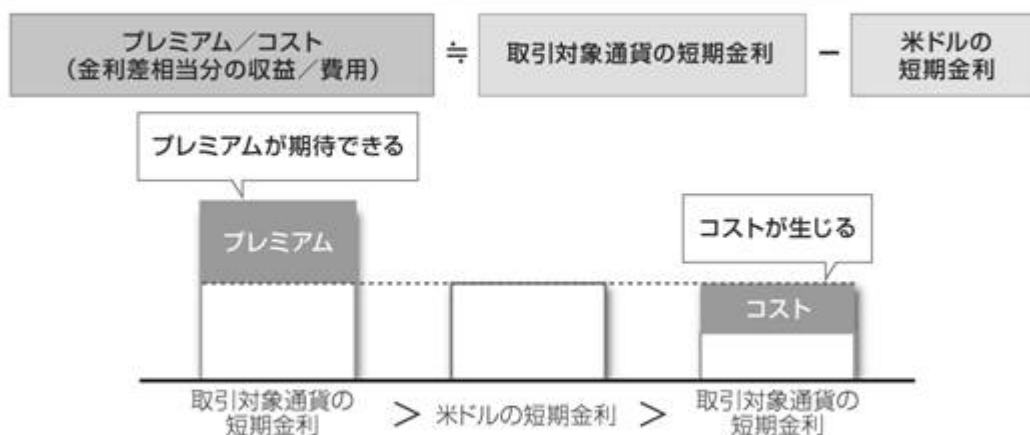 プレミアム／コスト
（金利差相当分の収益／費用）
≒
取引対象通貨の短期金利
－
米ドルの
短期金利
プレミアムが期待できる
プレミアム
コストが生じる
コスト
取引対象通貨の
短期金利
＞
米ドルの短期金利
＞
取引対象通貨の
短期金利